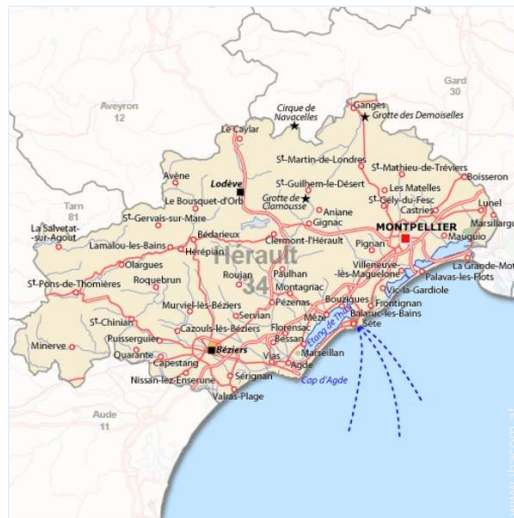 Gard
30
Aveyron
12
Cirque de
Navacelles
Ganges
Grotte des Demoiselles
Le Caylar
St-Martin-de-Londres
St-Mathieu-de-Tréviers
Boisseron
Avène
Lodève
St-Guilhem-le-Désert
Les Matelles
Le Bousquet-d'Orb
Grotte de
Clamousse
St-Gély-du-Fesc
Lunel
Tarn
81
Castries
Marsillargu
St-Gervais-sur-Mare
Aniane
Gignac
MONTPELLIER
La Salvetat
-sur-Agout
Bédarieux
Mauguio
Lamalou-les-Bains
Clermont-l'Hérault
Pignan
Hérépian
Hérault
34
La Grande-Mot
Olargues
Paulhan
Villeneuve-
lès-Maguelone
Palavas-les-Flots
Roujan
St-Pons-de-Thomières
Roquebrun
Montagnac
Vic-la-Gardiole
Bouzigues
Frontignan
Pézenas
Murviel-lès-Béziers
Mèze
Balaruc-les-Bains
Servian
St-Chinian
Florensac
Étang de Thau
Sète
Cazouls-lès-Béziers
Bessan
Puisserguier
Minerve
Marseillan
Quarante
Béziers
Vias
Agde
Capestang
Cap d'Agde
Nissan-lez-Enserune
Sérignan
Valras-Plage
Aude
11